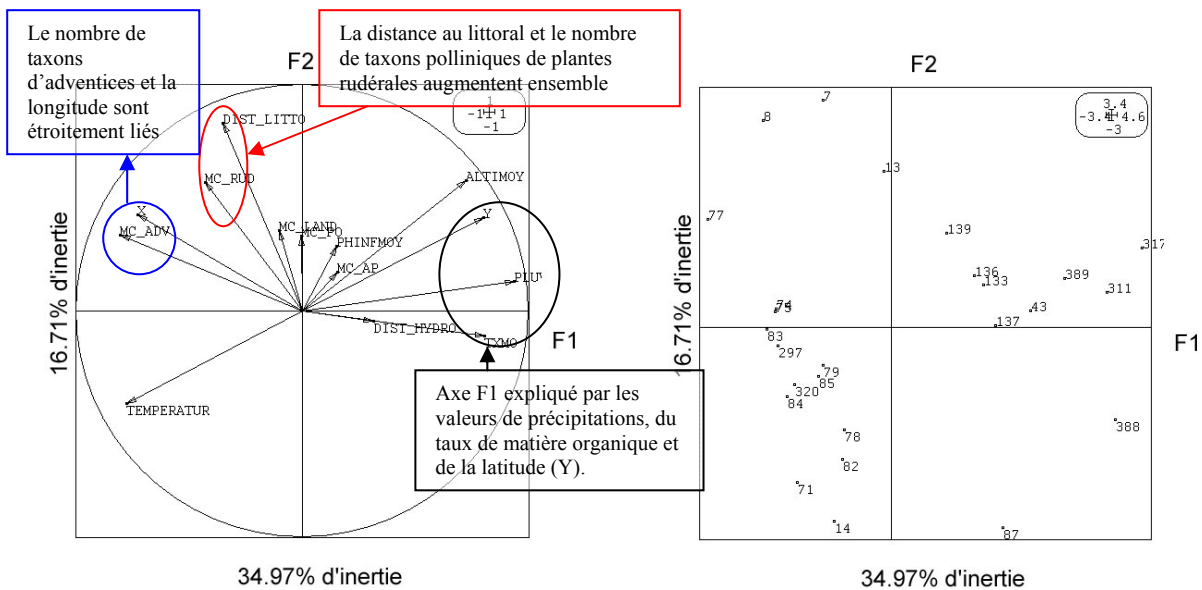 Le nombre de
taxons
d'adventices et la
longitude sont
étroitement liés
La distance au littoral et le nombre
de taxons polliniques de plantes
rudérales augmentent ensemble
F2
1
-1 1
-1
DIST_LITTO
MC_RUD
ALTIMOY
X
MC_ADV
Y
MC_LAND
MC_PO
PHINFMOY
MC_AP
PLU
DIST_HYDRO
TXMO
F1
TEMPERATUR
16.71% d'inertie
Axe F1 expliqué par les
valeurs de précipitations, du
taux de matière organique et
de la latitude (Y).
34.97% d'inertie
F2
3.4
-3.4 4.6
-3
7
8
13
77
139
317
136
133
389
311
74
43
137
83
297
79
85
320
84
388
78
82
71
14
87
F1
16.71% d'inertie
34.97% d'inertie